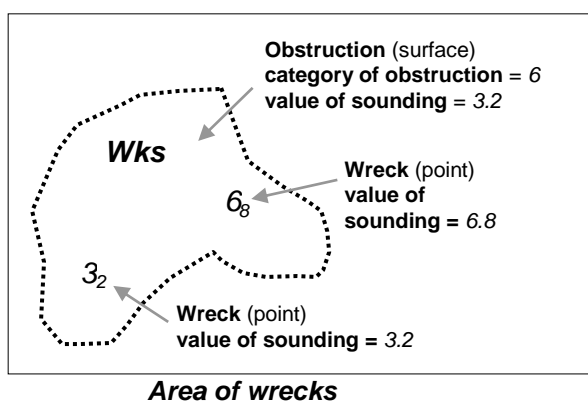 Obstruction (surface)
category of obstruction = 6
value of sounding = 3.2
Wks
Wreck (point)
value of
sounding = 6.8
6₈
3₂
Wreck (point)
value of sounding = 3.2
Area of wrecks